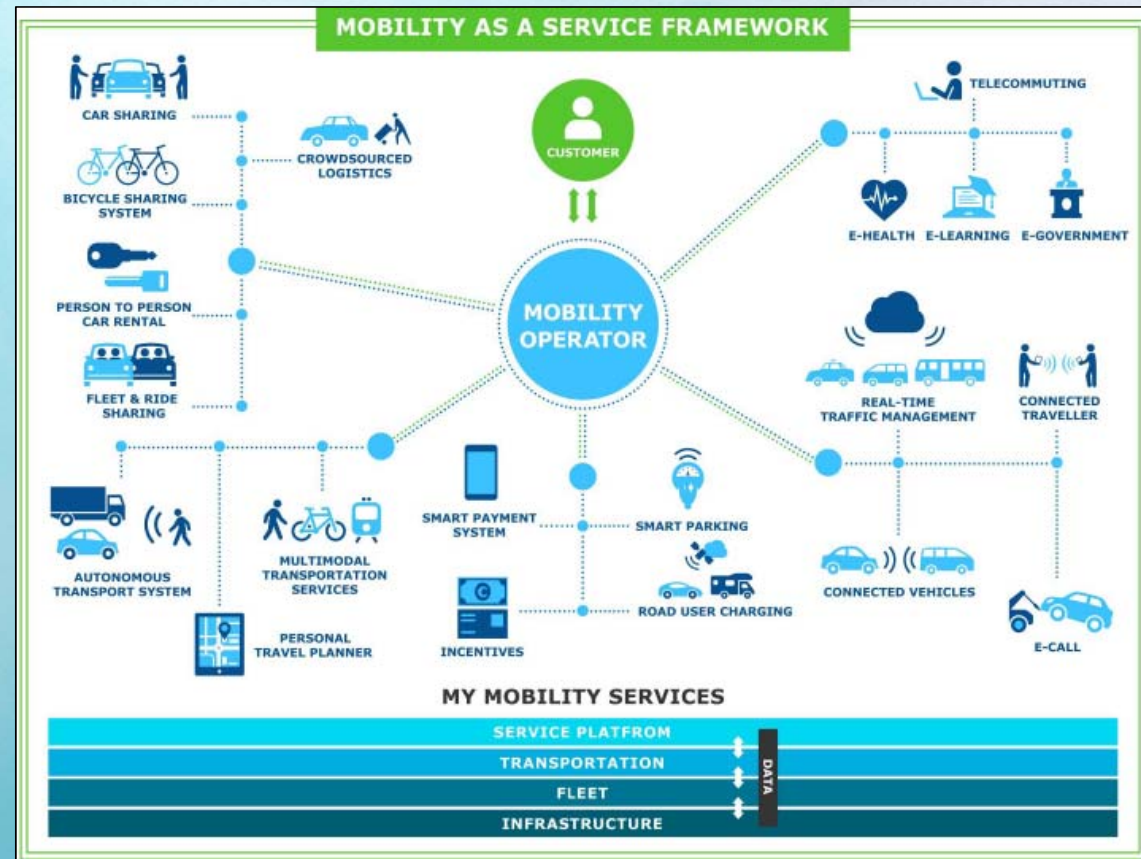 MOBILITY AS A SERVICE FRAMEWORK
CUSTOMER
MOBILITY
OPERATOR
CAR SHARING
CROWDSOURCED
LOGISTICS
BICYCLE SHARING
SYSTEM
PERSON TO PERSON
CAR RENTAL
FLEET & RIDE
SHARING
TELECOMMUTING
E-HEALTH
E-LEARNING
E-GOVERNMENT
REAL-TIME
TRAFFIC MANAGEMENT
CONNECTED
TRAVELLER
CONNECTED VEHICLES
E-CALL
AUTONOMOUS
TRANSPORT SYSTEM
MULTIMODAL
TRANSPORTATION
SERVICES
PERSONAL
TRAVEL PLANNER
SMART PAYMENT
SYSTEM
SMART PARKING
INCENTIVES
ROAD USER CHARGING
MY MOBILITY SERVICES
SERVICE PLATFROM
TRANSPORTATION
FLEET
INFRASTRUCTURE
DATA